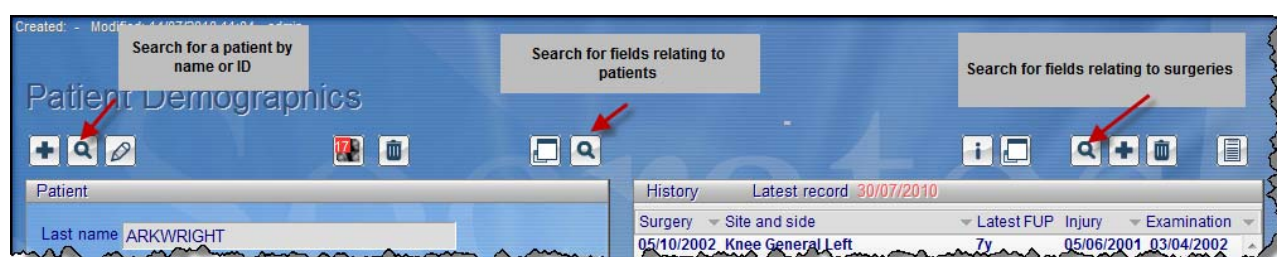 Created: - Modified: 14/07/2010 11:04 - admin
Search for a patient by
name or ID
Search for fields relating to
patients
Search for fields relating to surgeries
Patient Demographics
17
Patient
History Latest record 30/07/2010
Last name ARKWRIGHT
Surgery Site and side Latest FUP Injury Examination
05/10/2002 Knee General Left 7y 05/06/2001 03/04/2002